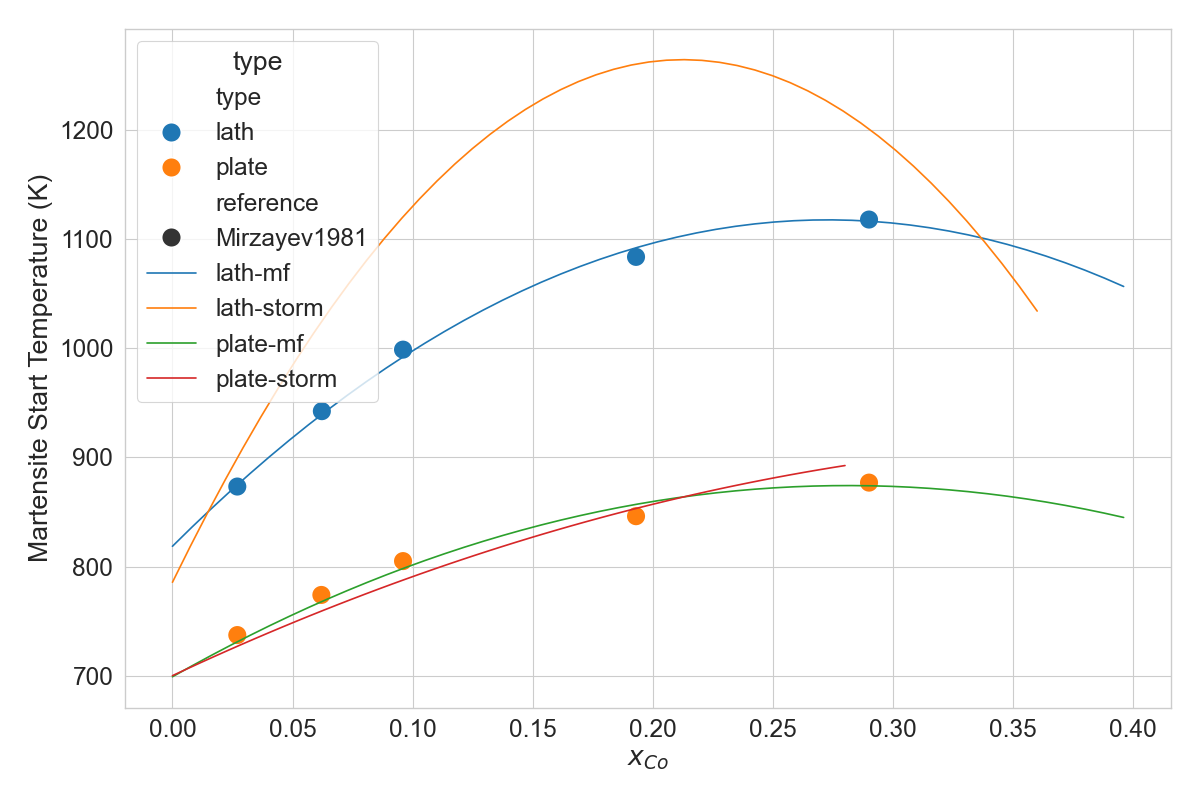 type
type
lath
plate
reference
Mirzayev1981
lath-mf
lath-storm
plate-mf
plate-storm
Martensite Start Temperature (K)
1200
1100
1000
900
800
700
0.00 0.05 0.10 0.15 0.20 0.25 0.30 0.35 0.40
x_{Co}